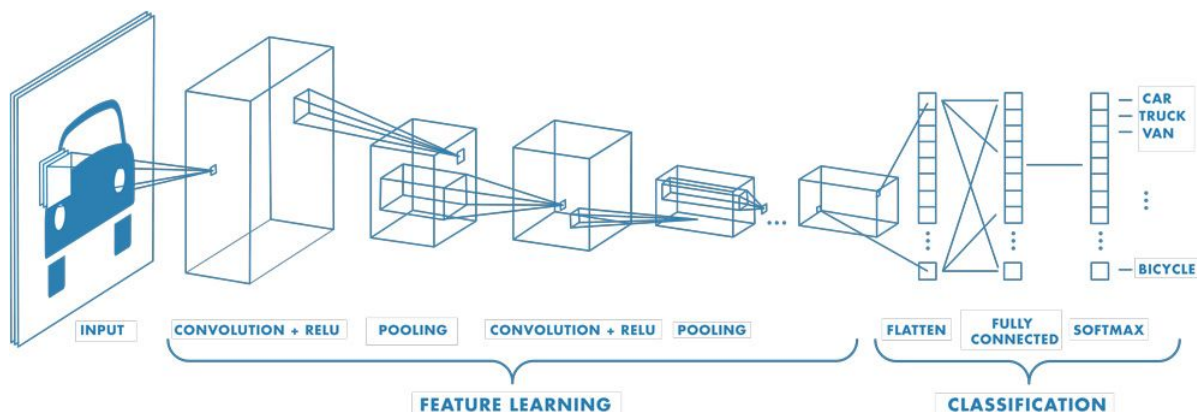 CAR
TRUCK
VAN
BICYCLE
INPUT
CONVOLUTION + RELU
POOLING
CONVOLUTION + RELU
POOLING
FLATTEN
FULLY
CONNECTED
SOFTMAX
FEATURE LEARNING
CLASSIFICATION